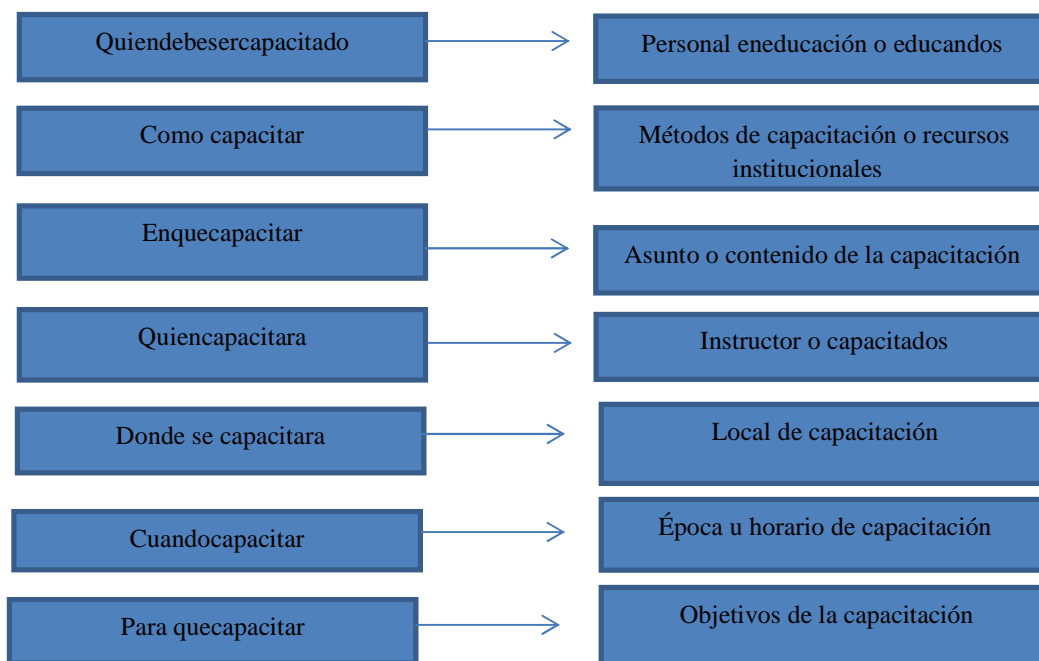 Quiendebesercapacitado
Personal eneducación o educandos
Como capacitar
Métodos de capacitación o recursos
institucionales
Enquecapacitar
Asunto o contenido de la capacitación
Quiencapacitara
Instructor o capacitados
Donde se capacitara
Local de capacitación
Cuandocapacitar
Época u horario de capacitación
Para quecapacitar
Objetivos de la capacitación